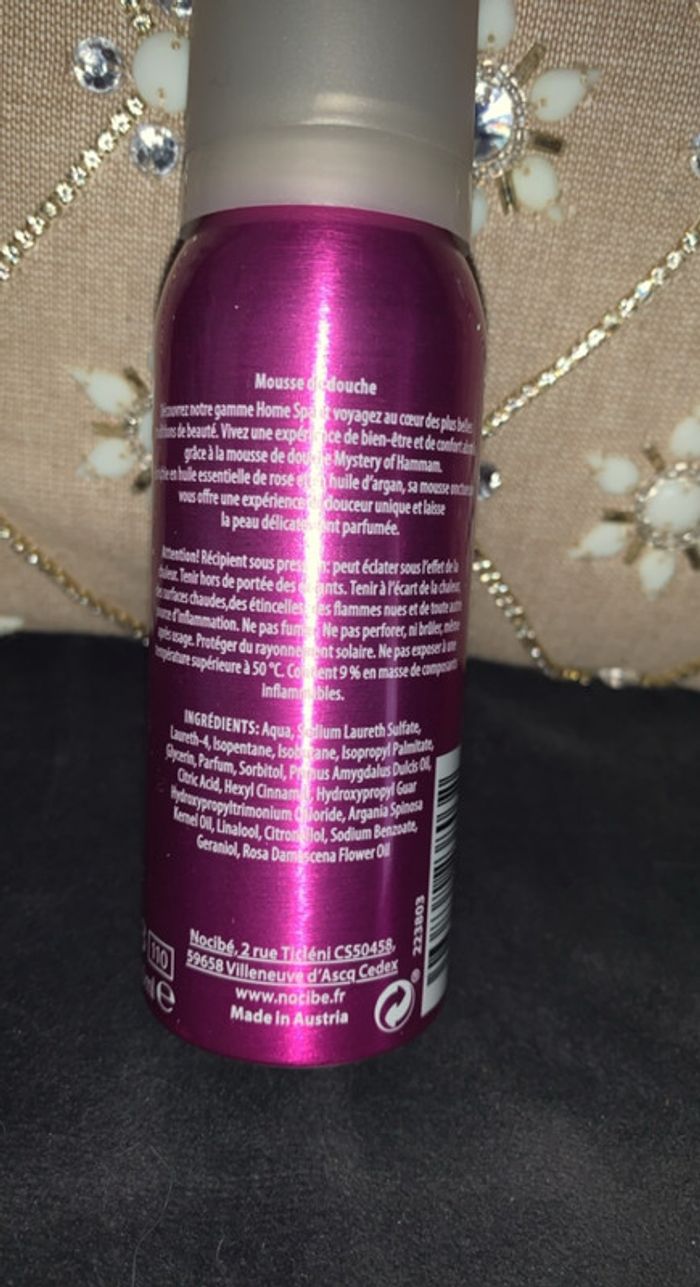 Mousse de douche
Découvrez notre gamme Home Spa et voyagez au cœur des plus belles
traditions de beauté. Vivez une expérience de bien-être et de confort
grâce à la mousse de douche Mystery of Hammam.
en huile essentielle de rose et en huile d'argan, sa mousse
vous offre une expérience douceur unique et laisse
la peau délicatement parfumée.
Attention! Récipient sous pression: peut éclater sous l'effet de la
chaleur. Tenir hors de portée des enfants. Tenir à l'écart de la chaleur,
des surfaces chaudes,des étincelles, des flammes nues et de toute autre
source d'inflammation. Ne pas fumer. Ne pas perforer, ni brûler, même
après usage. Protéger du rayonnement solaire. Ne pas exposer à une
température supérieure à 50 °C. Contient 9 % en masse de composants
inflammables.
INGRÉDIENTS: Aqua, Sodium Laureth Sulfate,
Laureth-4, Isopentane, Isobutane, Isopropyl Palmitate,
Glycerin, Parfum, Sorbitol, Prunus Amygdalus Dulcis Oil,
Citric Acid, Hexyl Cinnamal, Hydroxypropyl Guar
Hydroxypropyltrimonium Chloride, Argania Spinosa
Kernel Oil, Linalool, Citronellol, Sodium Benzoate,
Geraniol, Rosa Damascena Flower Oil
110
ml ℮
Nocibé, 2 rue Ticléni CS50458,
59658 Villeneuve d'Ascq Cedex
www.nocibe.fr
Made in Austria
®
223803